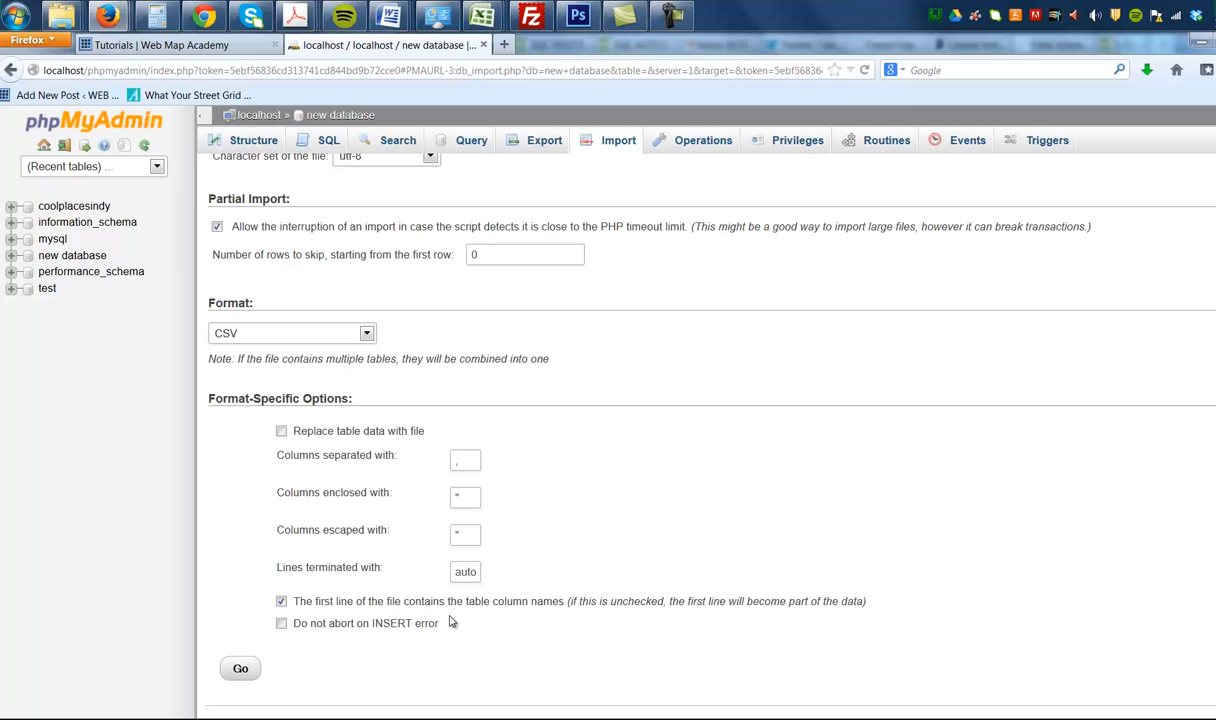 Firefox
Tutorials | Web Map Academy
localhost / localhost / new database |...
localhost/phpmyadmin/index.php?token=5ebf56836cd313741cd844bd9b72cce0#PMAURL-3:db_import.php?db=new+database&table=&server=1&target=&token=5ebf5683
Google
Add New Post ‹ WEB ...
What Your Street Grid ...
phpMyAdmin
(Recent tables) ...
coolplacesindy
information_schema
mysql
new database
performance_schema
test
localhost » new database
Structure
SQL
Search
Query
Export
Import
Operations
Privileges
Routines
Events
Triggers
Character set of the file: utf-8
Partial Import:
Allow the interruption of an import in case the script detects it is close to the PHP timeout limit. (This might be a good way to import large files, however it can break transactions.)
Number of rows to skip, starting from the first row: 0
Format:
CSV
Note: If the file contains multiple tables, they will be combined into one
Format-Specific Options:
Replace table data with file
Columns separated with: ,
Columns enclosed with: "
Columns escaped with: "
Lines terminated with: auto
The first line of the file contains the table column names (if this is unchecked, the first line will become part of the data)
Do not abort on INSERT error
Go